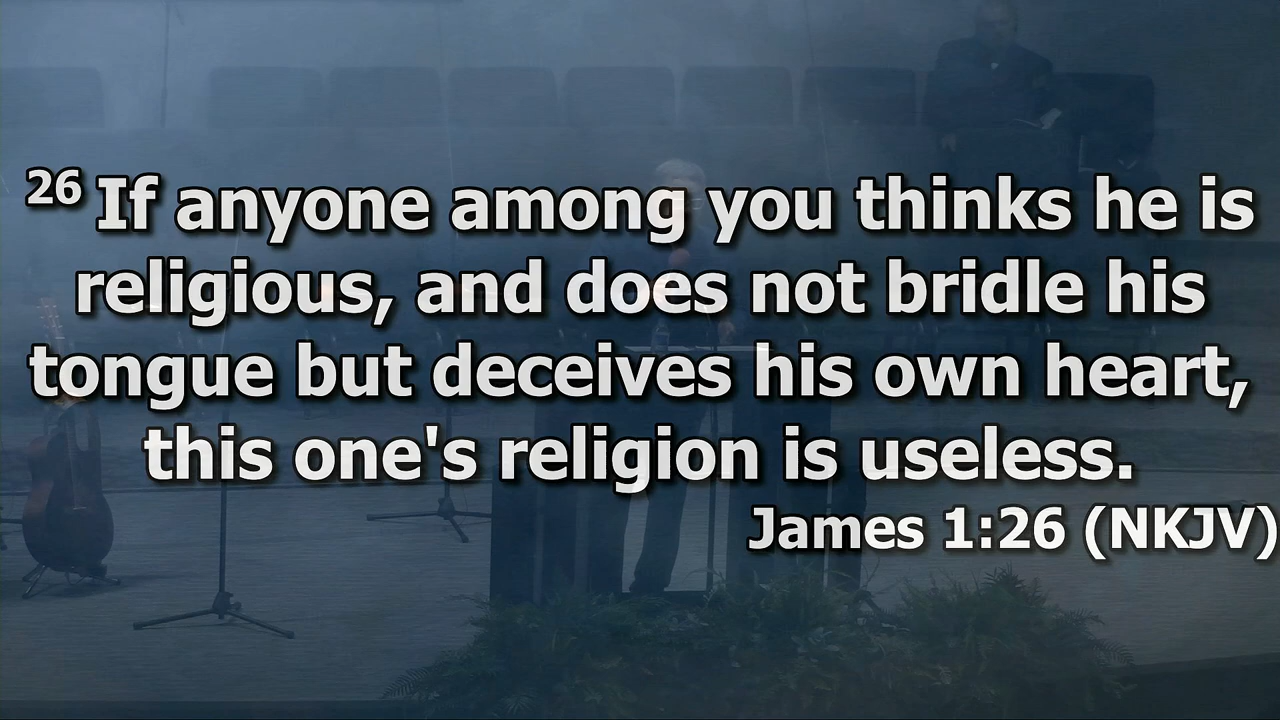 26 If anyone among you thinks he is
religious, and does not bridle his
tongue but deceives his own heart,
this one's religion is useless.
James 1:26 (NKJV)